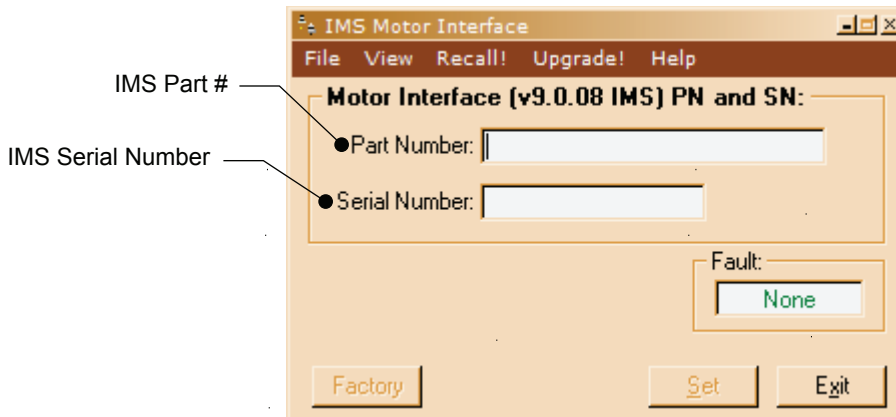 IMS Motor Interface
File View Recall! Upgrade! Help
IMS Part #
Motor Interface (v9.0.08 IMS) PN and SN:
Part Number:
IMS Serial Number
Serial Number:
Fault:
None
Factory
Set
Exit